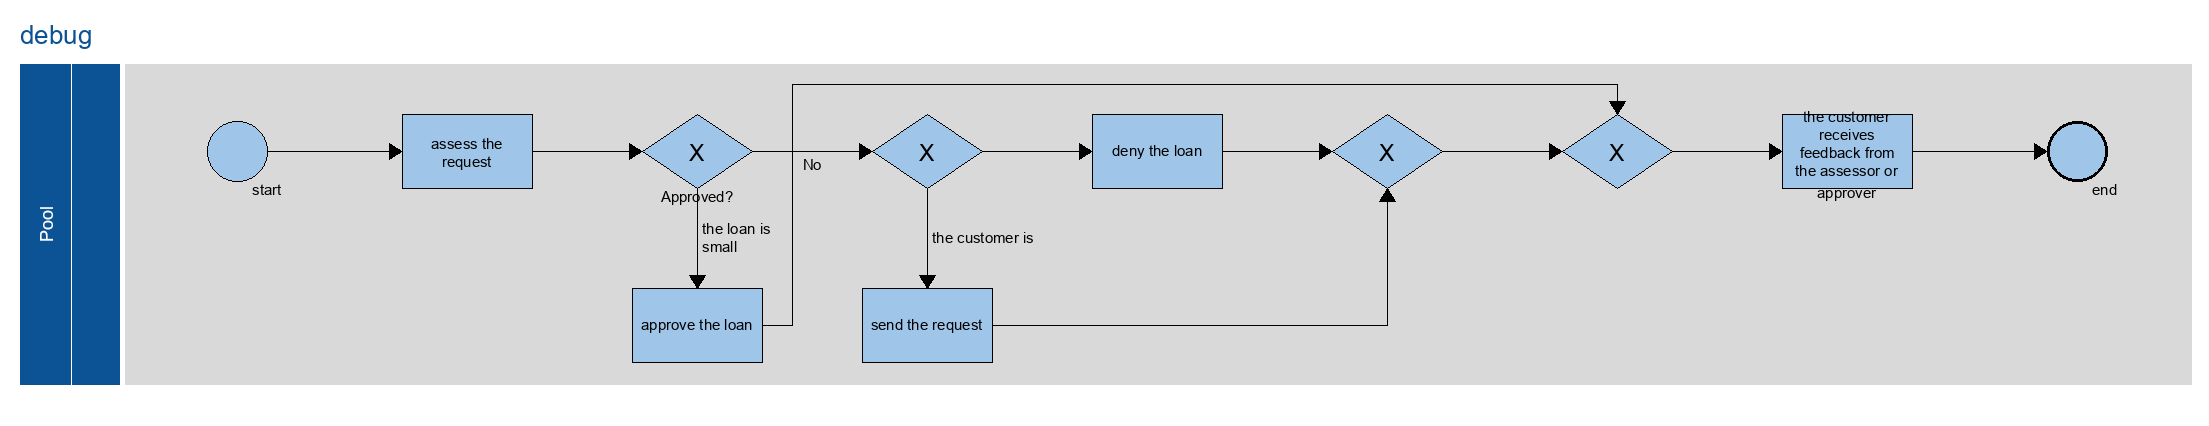 debug
Pool
start
assess the
request
X
Approved?
the loan is
small
approve the loan
No
X
the customer is
send the request
deny the loan
X
X
the customer
receives
feedback from
the assessor or
approver
end